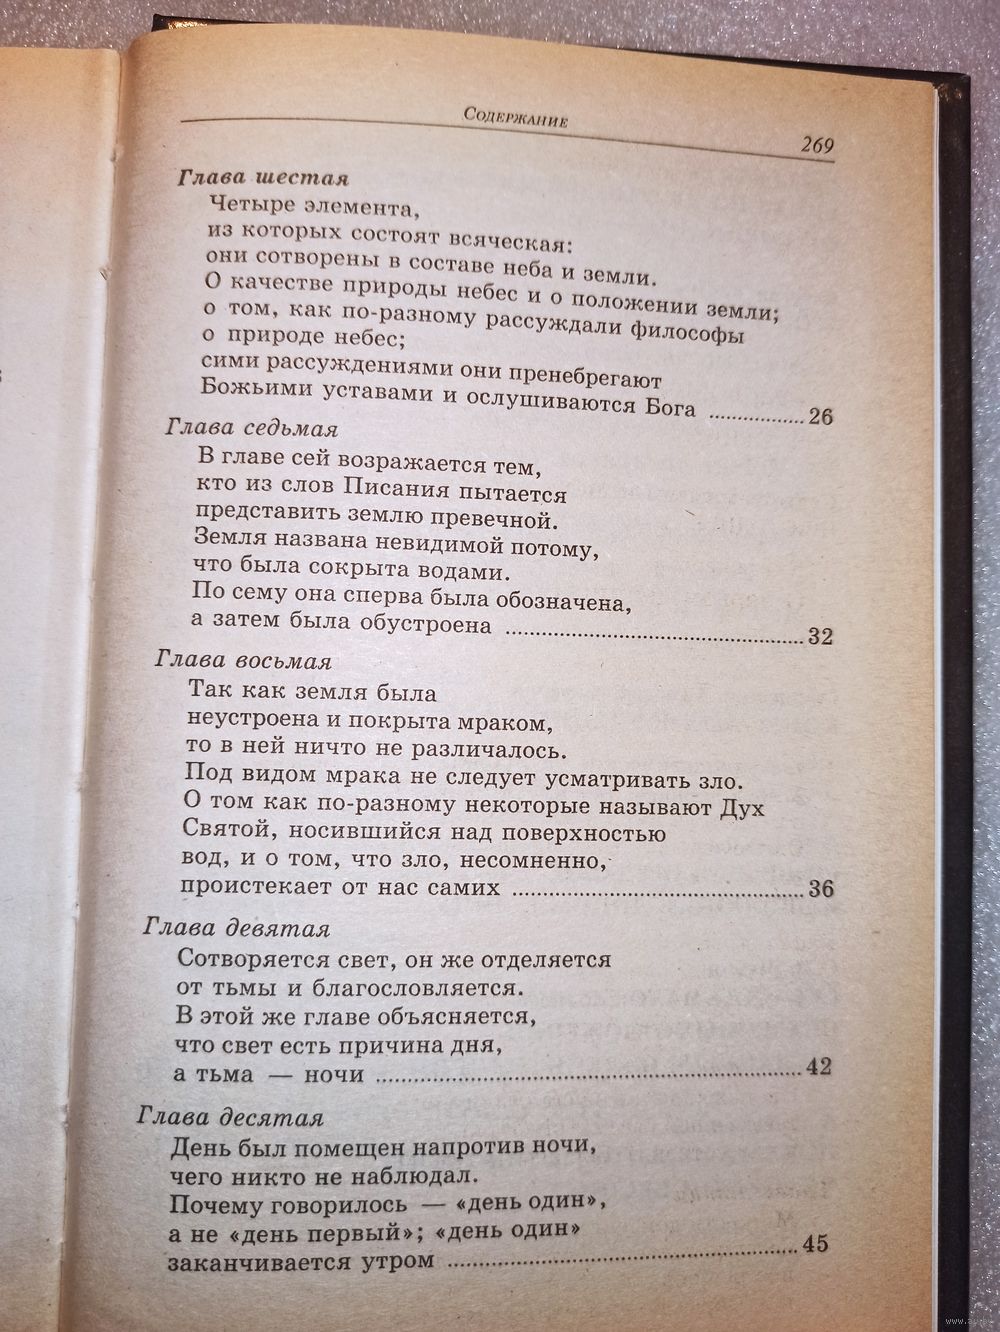 Содержание
269
Глава шестая
Четыре элемента,
из которых состоят всяческая:
они сотворены в составе неба и земли.
О качестве природы небес и о положении земли;
о том, как по-разному рассуждали философы
о природе небес;
сими рассуждениями они пренебрегают
Божьими уставами и ослушиваются Бога ................. 26
Глава седьмая
В главе сей возражается тем,
кто из слов Писания пытается
представить землю превечной.
Земля названа невидимой потому,
что была сокрыта водами.
По сему она сперва была обозначена,
а затем была обустроена ................. 32
Глава восьмая
Так как земля была
неустроена и покрыта мраком,
то в ней ничто не различалось.
Под видом мрака не следует усматривать зло.
О том как по-разному некоторые называют Дух
Святой, носившийся над поверхностью
вод, и о том, что зло, несомненно,
проистекает от нас самих ................. 36
Глава девятая
Сотворяется свет, он же отделяется
от тьмы и благословляется.
В этой же главе объясняется,
что свет есть причина дня,
а тьма — ночи ................. 42
Глава десятая
День был помещен напротив ночи,
чего никто не наблюдал.
Почему говорилось — «день один»,
а не «день первый»; «день один»
заканчивается утром ................. 45